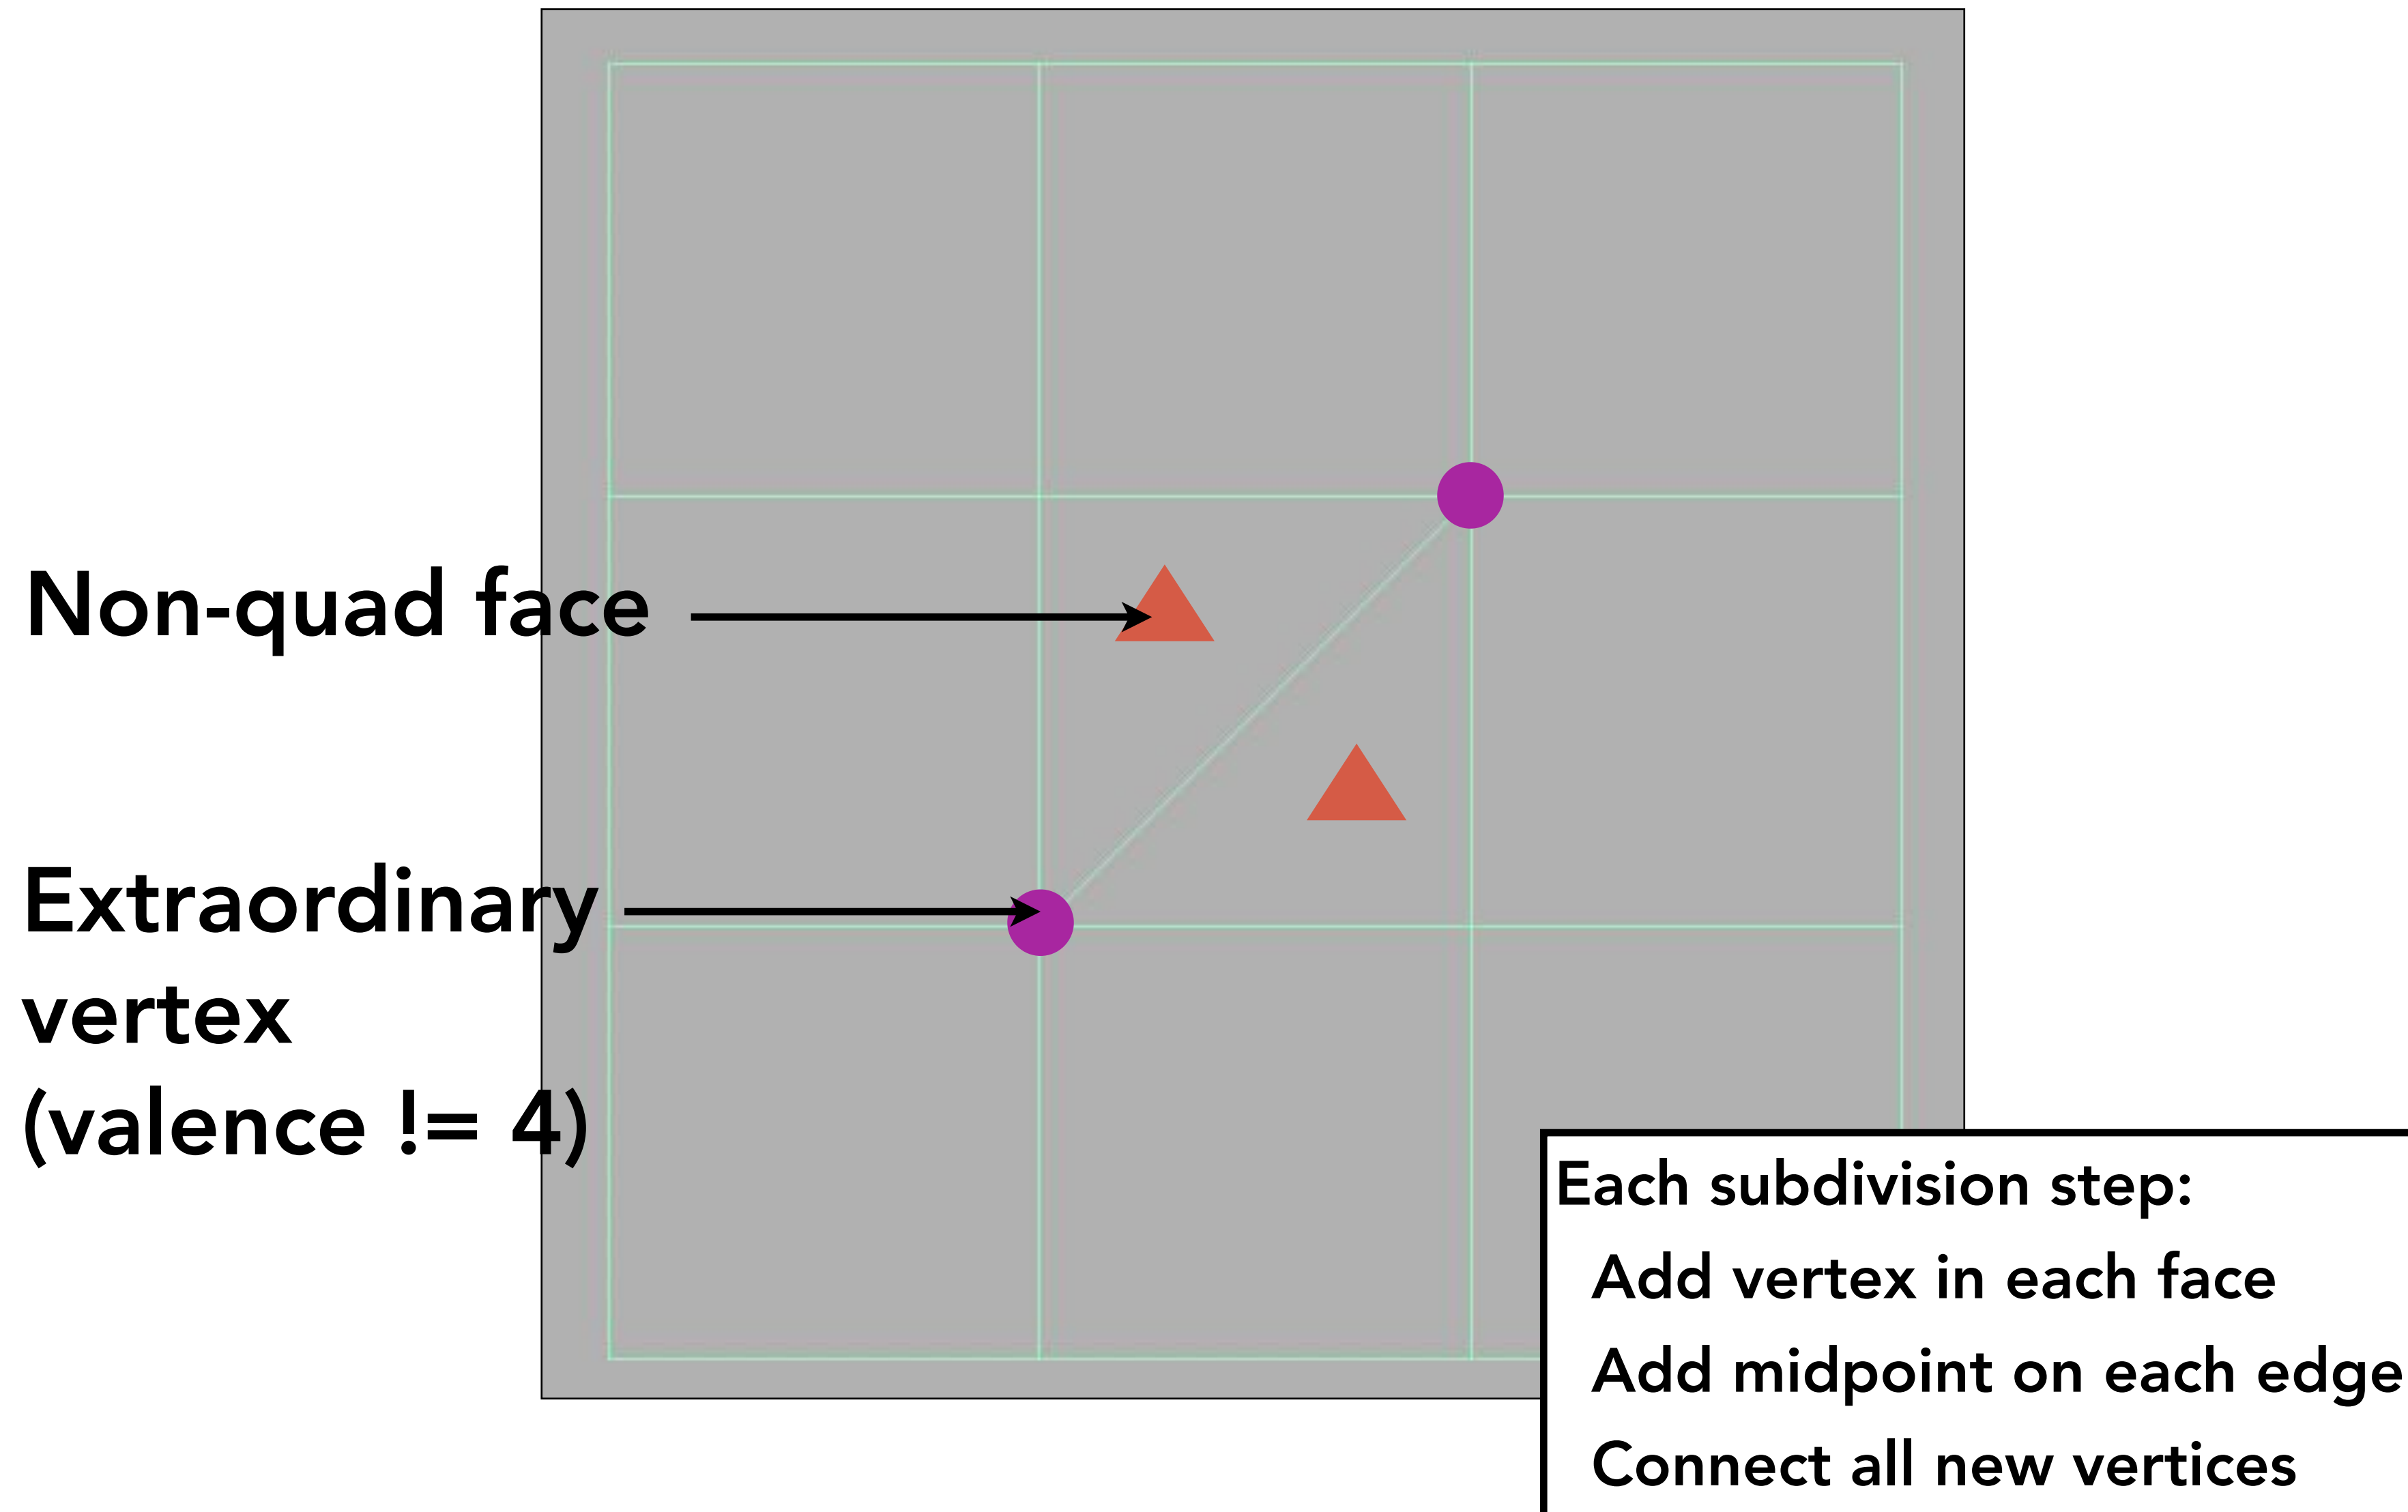 Non-quad face
Extraordinary
vertex
(valence != 4)
Each subdivision step:
Add vertex in each face
Add midpoint on each edge
Connect all new vertices